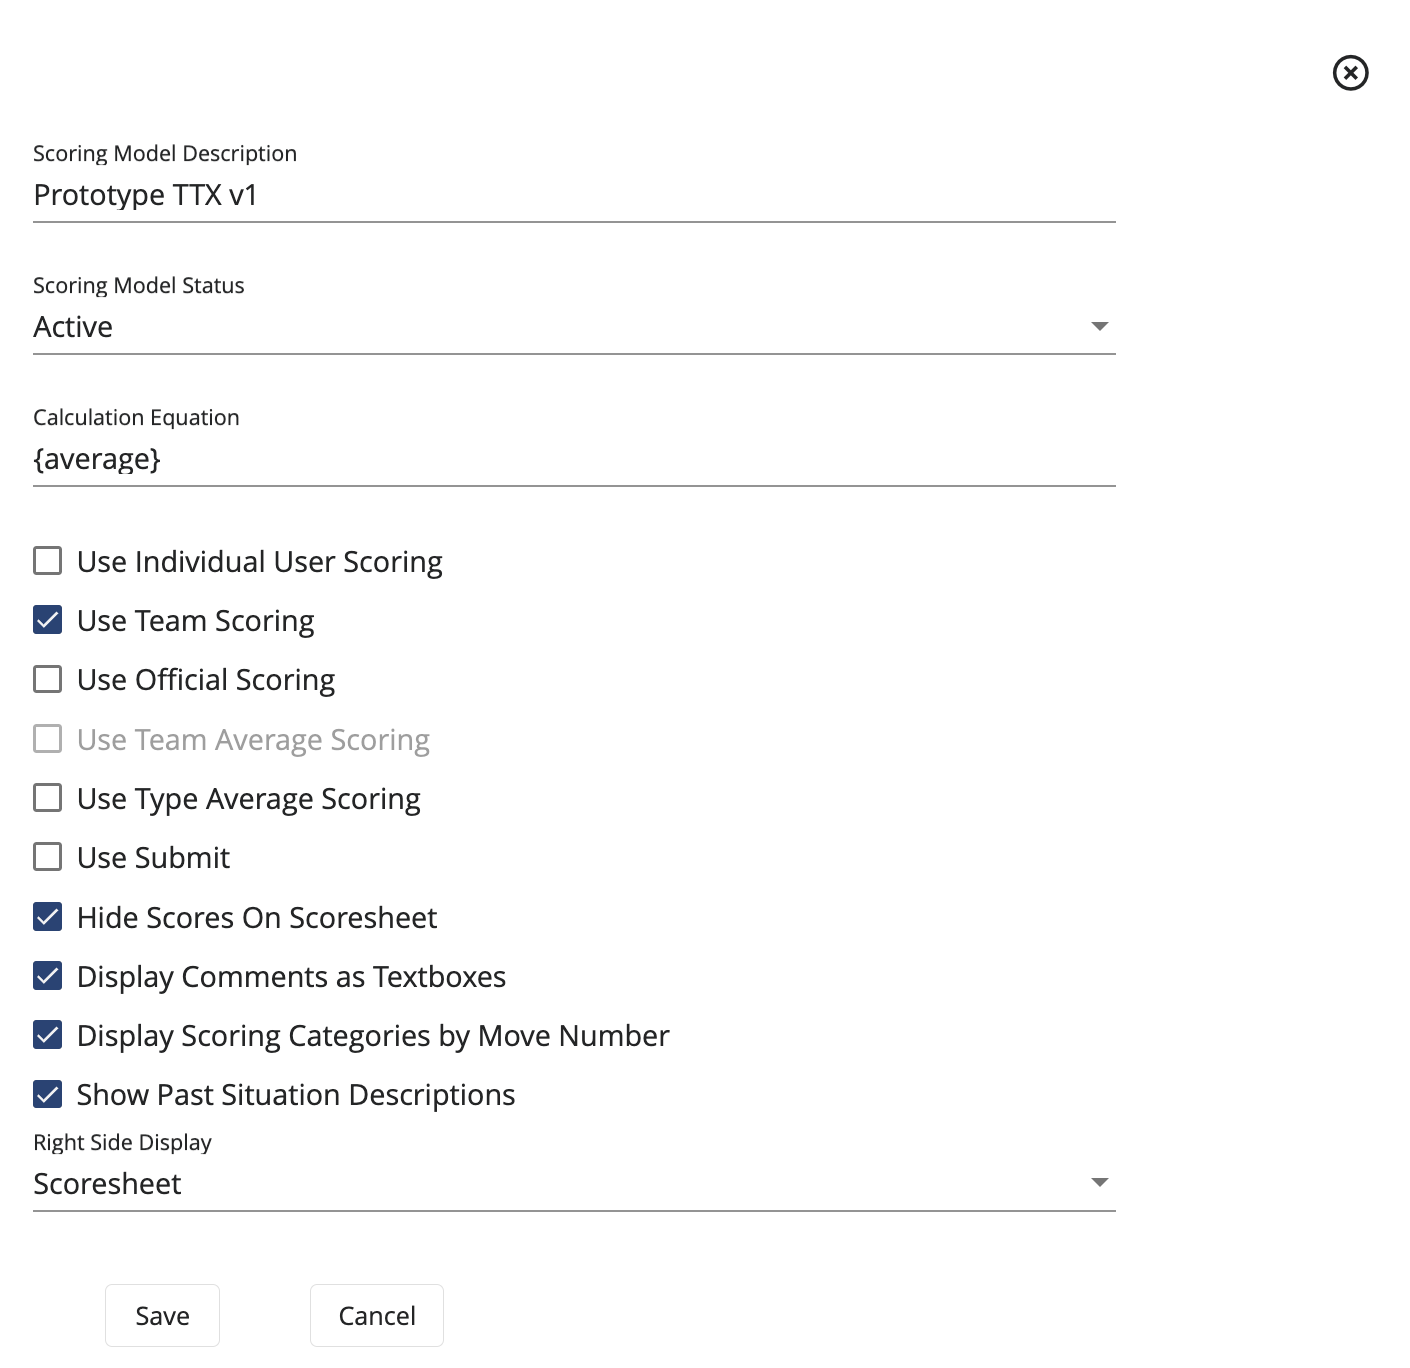 Scoring Model Description
Prototype TTX v1
Scoring Model Status
Active
Calculation Equation
{average}
Use Individual User Scoring
Use Team Scoring
Use Official Scoring
Use Team Average Scoring
Use Type Average Scoring
Use Submit
Hide Scores On Scoresheet
Display Comments as Textboxes
Display Scoring Categories by Move Number
Show Past Situation Descriptions
Right Side Display
Scoresheet
Save Cancel